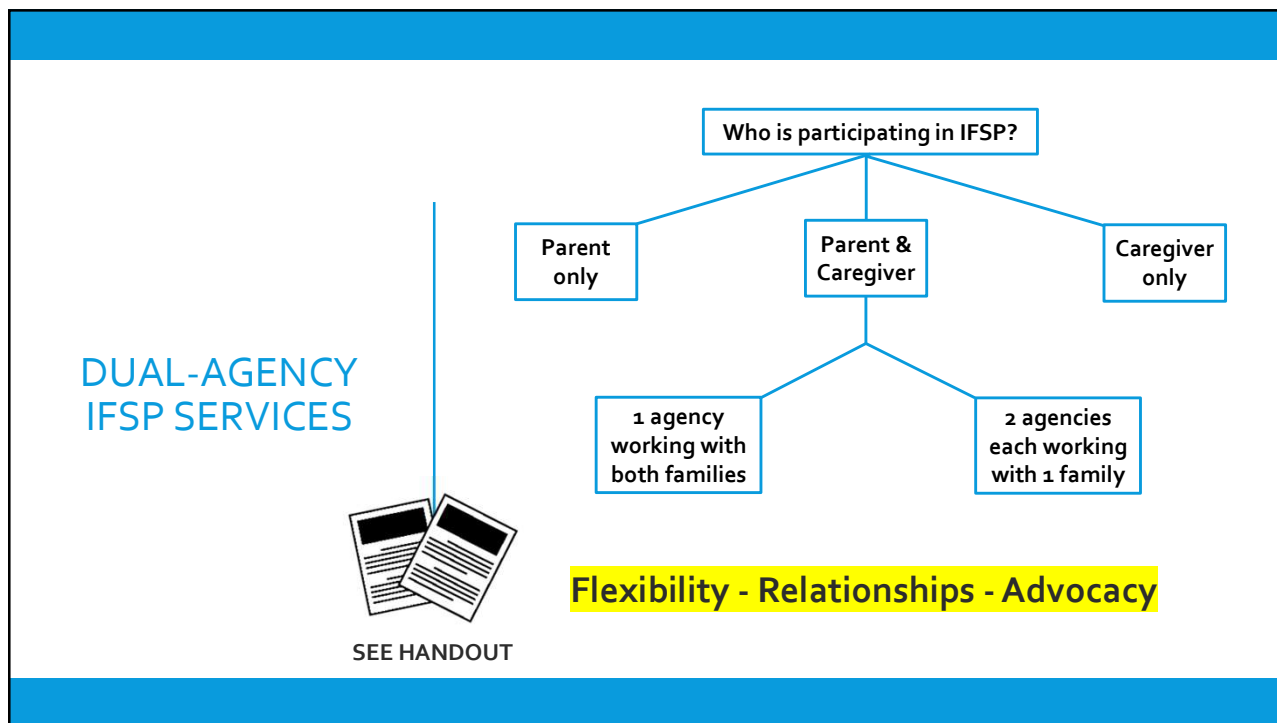 DUAL-AGENCY
IFSP SERVICES
SEE HANDOUT
Who is participating in IFSP?
Parent
only
Parent &
Caregiver
Caregiver
only
1 agency
working with
both families
2 agencies
each working
with 1 family
Flexibility - Relationships - Advocacy